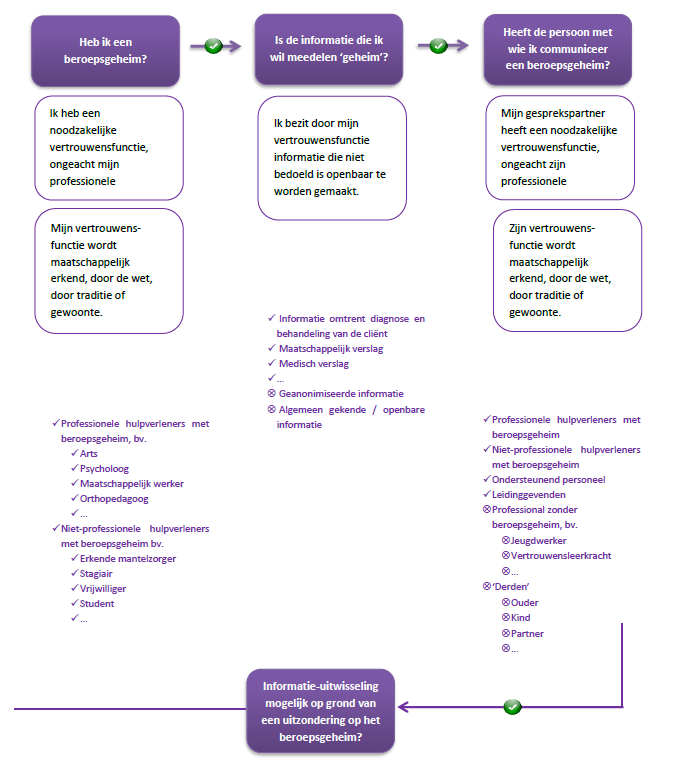 Heb ik een
beroepsgeheim?
Is de informatie die ik
wil meedelen ‘geheim’?
Heeft de persoon met
wie ik communiceer
een beroepsgeheim?
Ik heb een
noodzakelijke
vertrouwensfunctie,
ongeacht mijn
professionele
Ik bezit door mijn
vertrouwensfunctie
informatie die niet
bedoeld is openbaar te
worden gemaakt.
Mijn gesprekspartner
heeft een noodzakelijke
vertrouwensfunctie,
ongeacht zijn
professionele
Mijn vertrouwens-
functie wordt
maatschappelijk
erkend, door de wet,
door traditie of
gewoonte.
Zijn vertrouwens-
functie wordt
maatschappelijk
erkend, door de wet,
door traditie of
gewoonte.
✓ Informatie omtrent diagnose en
behandeling van de cliënt
✓ Maatschappelijk verslag
✓ Medisch verslag
✓ ...
⊗ Geanonimiseerde informatie
⊗ Algemeen gekende / openbare
informatie
✓ Professionele hulpverleners met
beroepsgeheim, bv.
✓ Arts
✓ Psycholoog
✓ Maatschappelijk werker
✓ Orthopedagoog
✓ ...
✓ Niet-professionele hulpverleners
met beroepsgeheim bv.
✓ Erkende mantelzorger
✓ Stagiair
✓ Vrijwilliger
✓ Student
✓ ...
✓ Professionele hulpverleners met
beroepsgeheim
✓ Niet-professionele hulpverleners
met beroepsgeheim
✓ Ondersteunend personeel
✓ Leidinggevenden
⊗ Professional zonder
beroepsgeheim, bv.
⊗ Jeugdwerker
⊗ Vertrouwensleerkracht
⊗ ...
⊗ ‘Derden’
⊗ Ouder
⊗ Kind
⊗ Partner
⊗ ...
Informatie-uitwisseling
mogelijk op grond van
een uitzondering op het
beroepsgeheim?